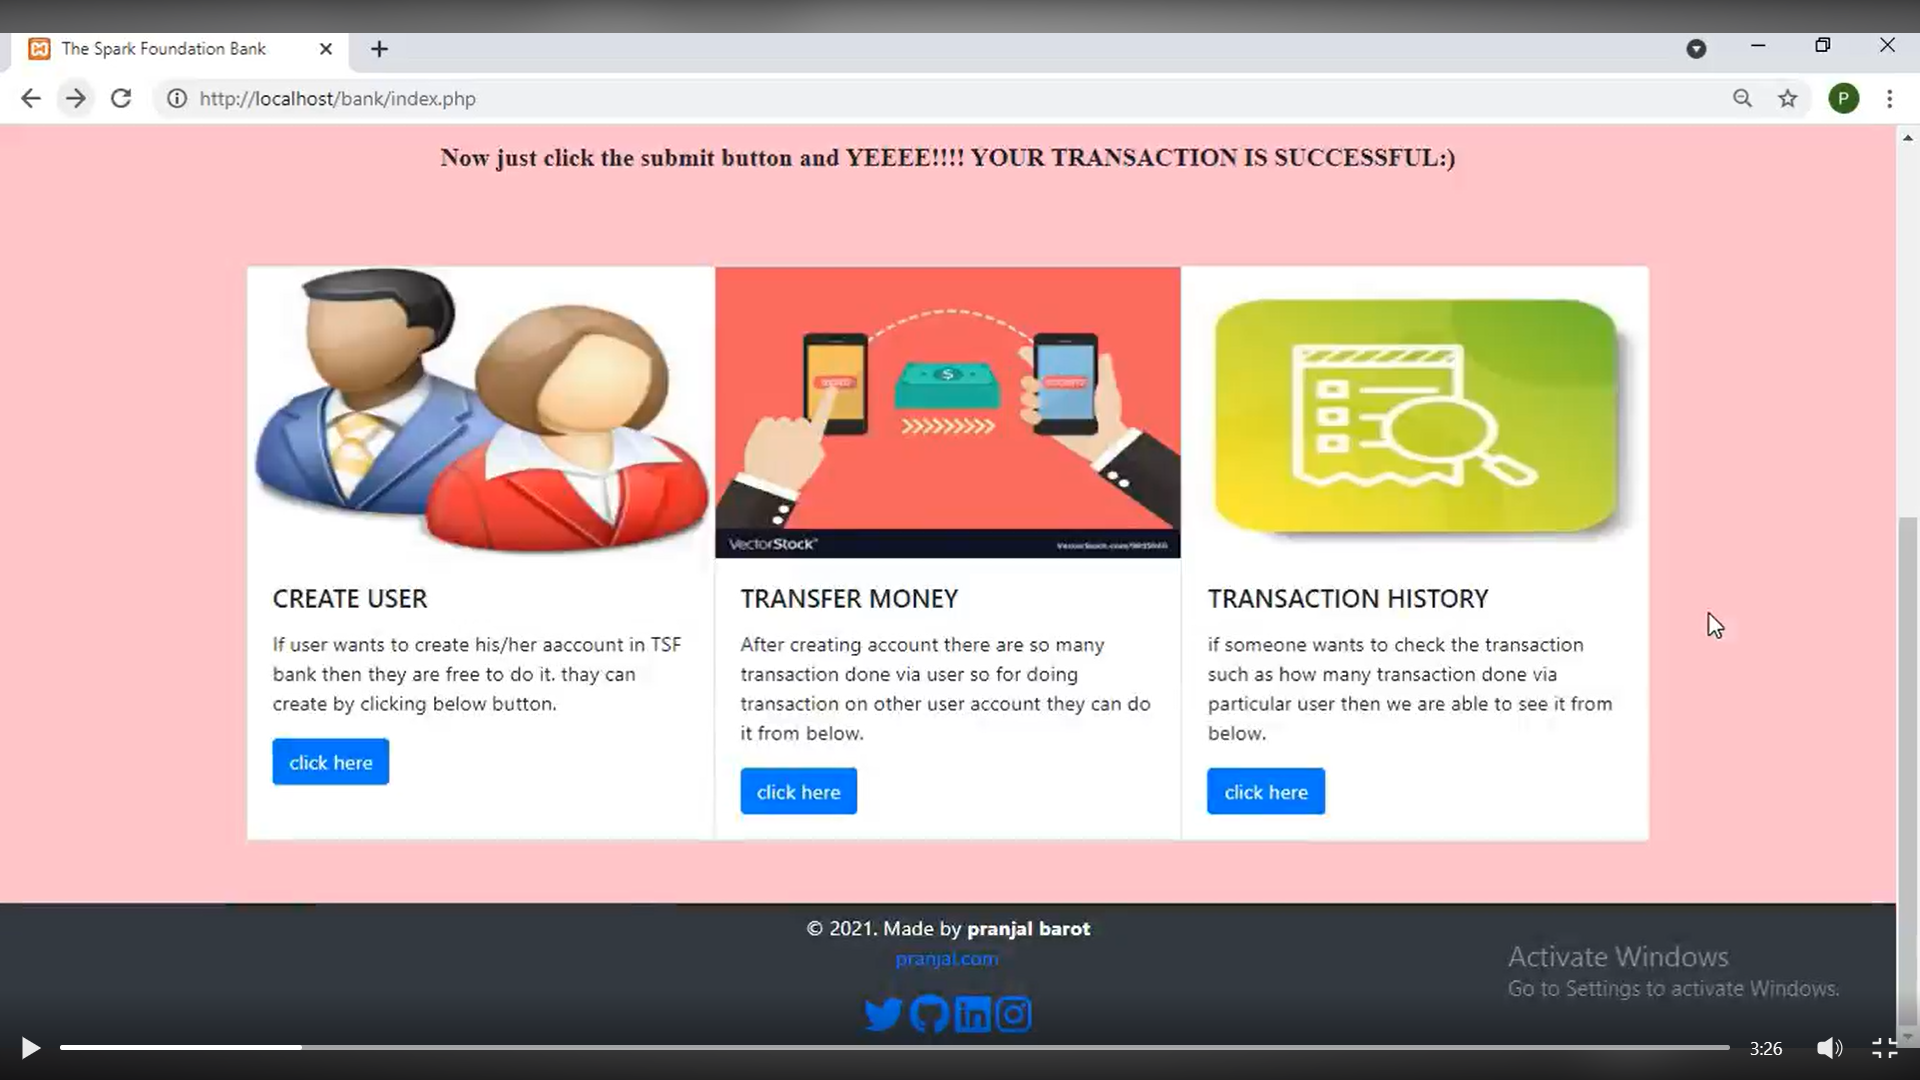 The Spark Foundation Bank
http://localhost/bank/index.php
P
Now just click the submit button and YEEEE!!!! YOUR TRANSACTION IS SUCCESSFUL:)
$
VectorStock
CREATE USER
If user wants to create his/her aaccount in TSF
bank then they are free to do it. thay can
create by clicking below button.
click here
TRANSFER MONEY
After creating account there are so many
transaction done via user so for doing
transaction on other user account they can do
it from below.
click here
TRANSACTION HISTORY
if someone wants to check the transaction
such as how many transaction done via
particular user then we are able to see it from
below.
click here
© 2021. Made by pranjal barot
pranjal.com
in
Activate Windows
Go to Settings to activate Windows.
3:26